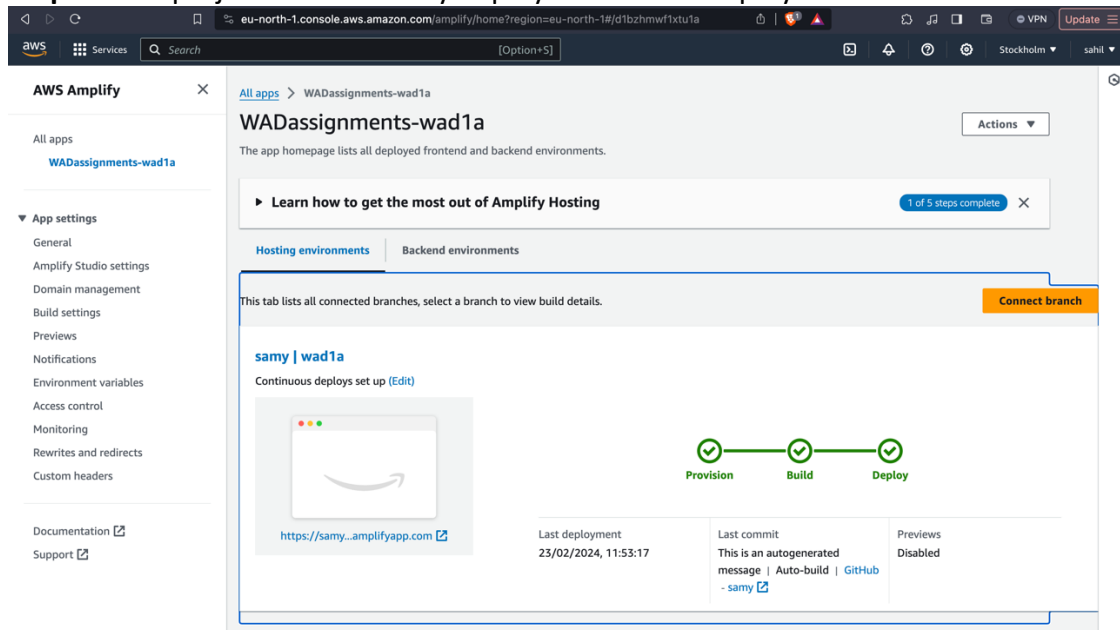 eu-north-1.console.aws.amazon.com/amplify/home?region=eu-north-1#/d1bzhmwf1xtu1a
VPN
Update
aws
Services
Search
[Option+S]
Stockholm
sahil
AWS Amplify
All apps
WADassignments-wad1a
App settings
General
Amplify Studio settings
Domain management
Build settings
Previews
Notifications
Environment variables
Access control
Monitoring
Rewrites and redirects
Custom headers
Documentation
Support
All apps > WADassignments-wad1a
WADassignments-wad1a
Actions
The app homepage lists all deployed frontend and backend environments.
Learn how to get the most out of Amplify Hosting
1 of 5 steps complete
Hosting environments
Backend environments
This tab lists all connected branches, select a branch to view build details.
Connect branch
samy | wad1a
Continuous deploys set up (Edit)
https://samy...amplifyapp.com
Provision
Build
Deploy
Last deployment
23/02/2024, 11:53:17
Last commit
This is an autogenerated
message | Auto-build | GitHub
- samy
Previews
Disabled